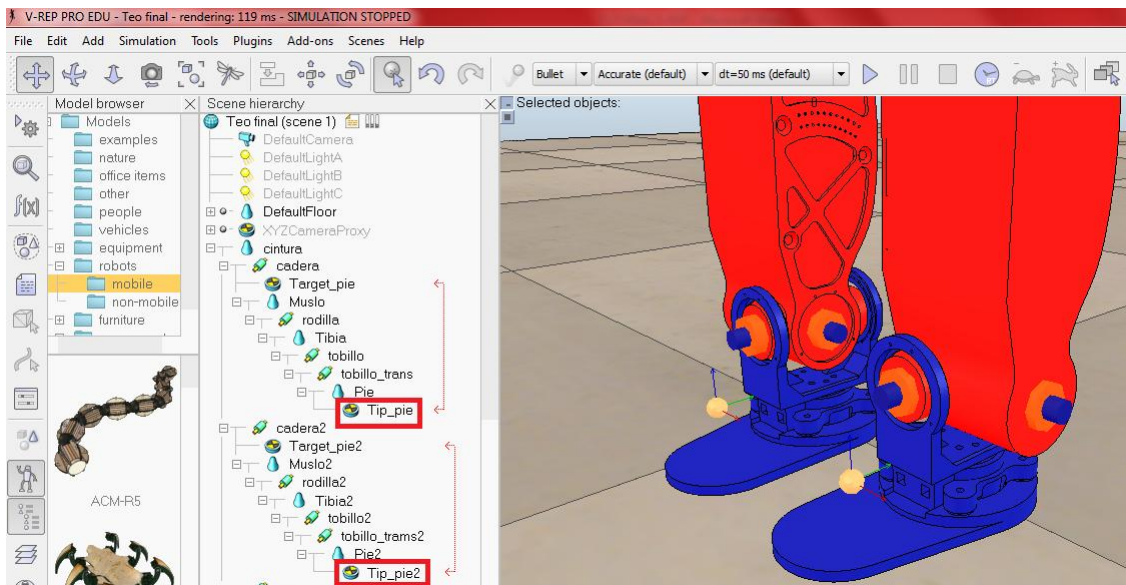 V-REP PRO EDU - Teo final - rendering: 119 ms - SIMULATION STOPPED
File Edit Add Simulation Tools Plugins Add-ons Scenes Help
Bullet Accurate (default) dt=50 ms (default)
Model browser
Models
examples
nature
office items
other
people
vehicles
equipment
robots
mobile
non-mobile
furniture
ACM-R5
Scene hierarchy
Teo final (scene 1)
DefaultCamera
DefaultLightA
DefaultLightB
DefaultLightC
DefaultFloor
XYZCameraProxy
cintura
cadera
Target_pie
Muslo
rodilla
Tibia
tobillo
tobillo_trans
Pie
Tip_pie
cadera2
Target_pie2
Muslo2
rodilla2
Tibia2
tobillo2
tobillo_trams2
Pie2
Tip_pie2
Selected objects:
f(x)